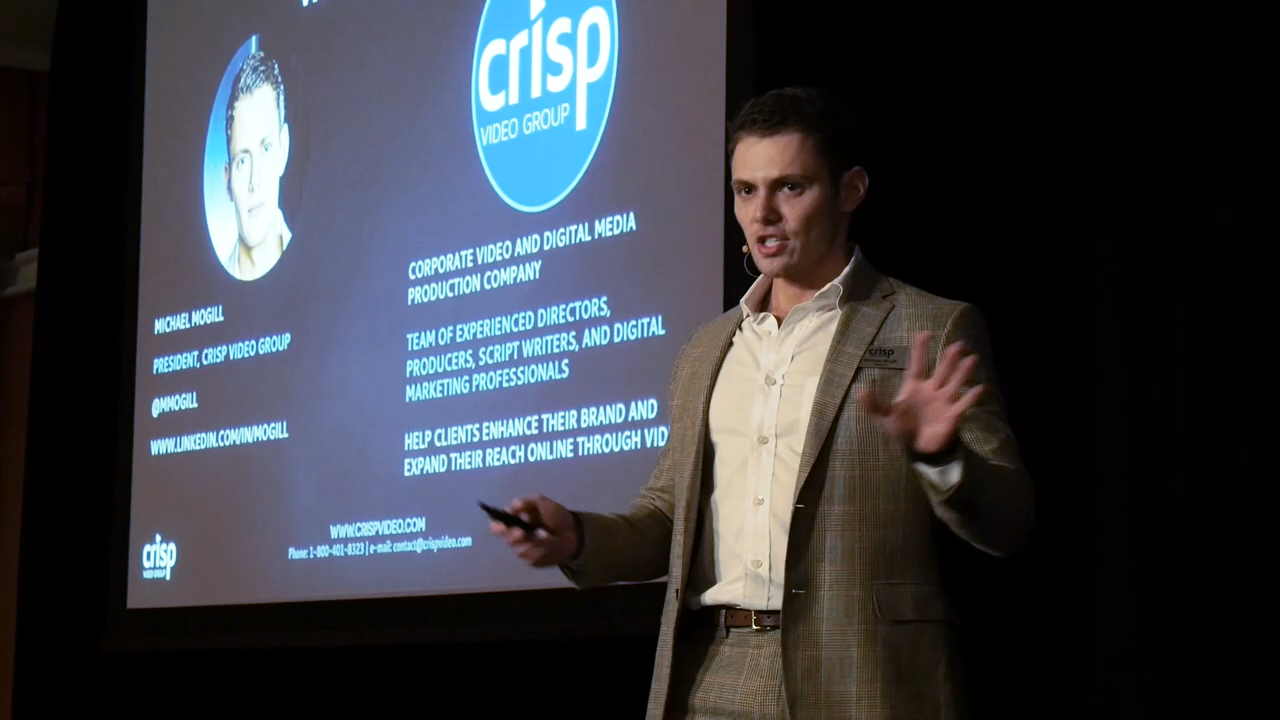 crisp
VIDEO GROUP
MICHAEL MOGILL
PRESIDENT, CRISP VIDEO GROUP
@MMOGILL
WWW.LINKEDIN.COM/IN/MOGILL
CORPORATE VIDEO AND DIGITAL MEDIA
PRODUCTION COMPANY
TEAM OF EXPERIENCED DIRECTORS,
PRODUCERS, SCRIPT WRITERS, AND DIGITAL
MARKETING PROFESSIONALS
HELP CLIENTS ENHANCE THEIR BRAND AND
EXPAND THEIR REACH ONLINE THROUGH VID
crisp
VIDEO GROUP
WWW.CRISPVIDEO.COM
Phone: 1-800-401-8323 | e-mail: contact@crispvideo.com
crisp